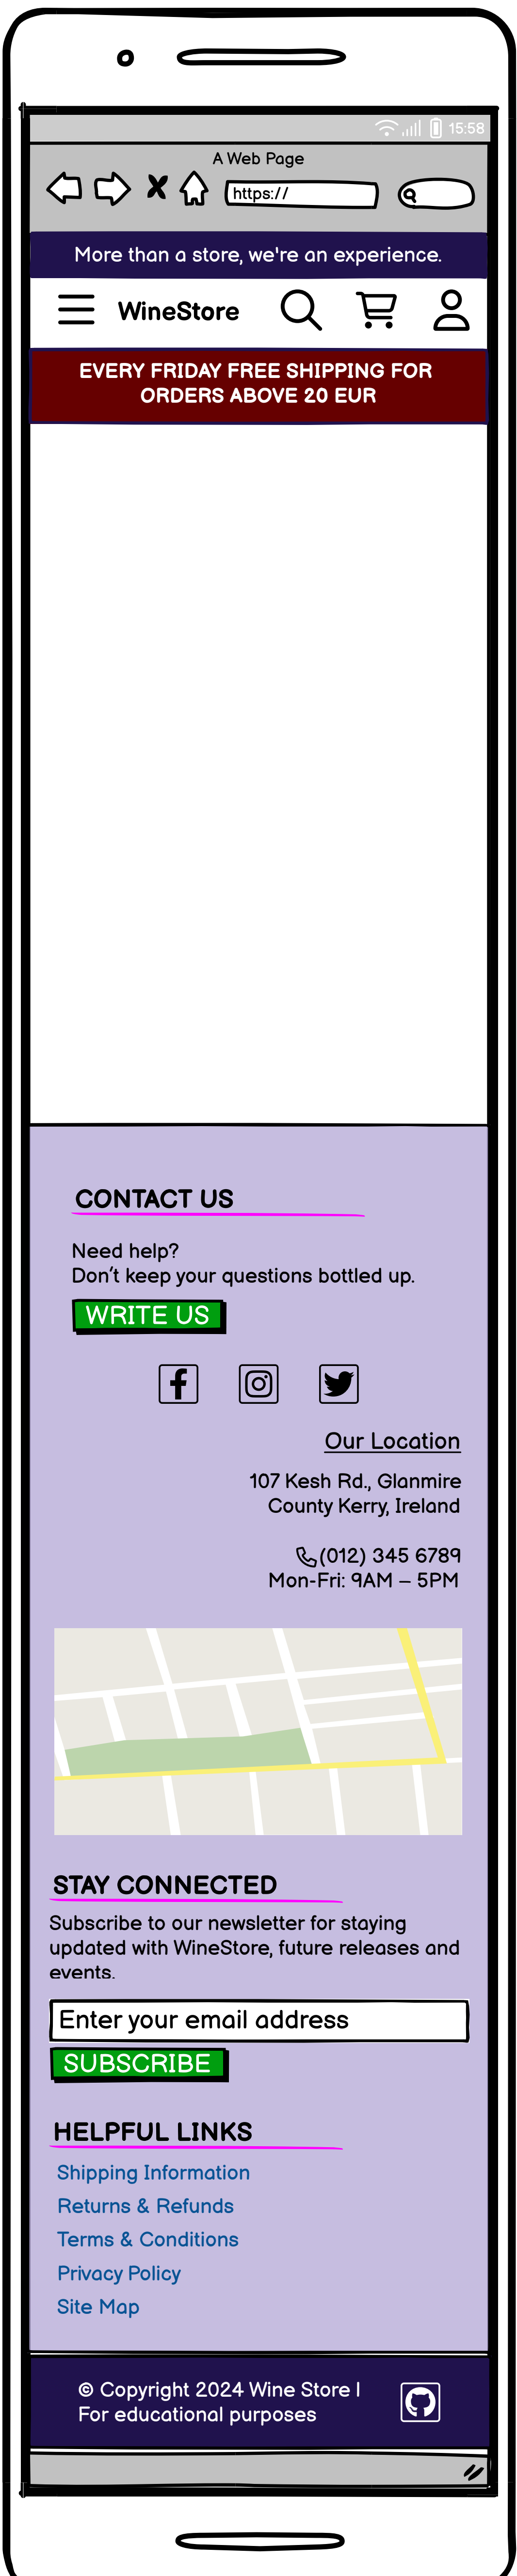 15:58
A Web Page
https://
More than a store, we're an experience.
WineStore
EVERY FRIDAY FREE SHIPPING FOR
ORDERS ABOVE 20 EUR
CONTACT US
Need help?
Don't keep your questions bottled up.
WRITE US
Our Location
107 Kesh Rd., Glanmire
County Kerry, Ireland
(012) 345 6789
Mon-Fri: 9AM – 5PM
STAY CONNECTED
Subscribe to our newsletter for staying
updated with WineStore, future releases and
events.
Enter your email address
SUBSCRIBE
HELPFUL LINKS
Shipping Information
Returns & Refunds
Terms & Conditions
Privacy Policy
Site Map
© Copyright 2024 Wine Store |
For educational purposes